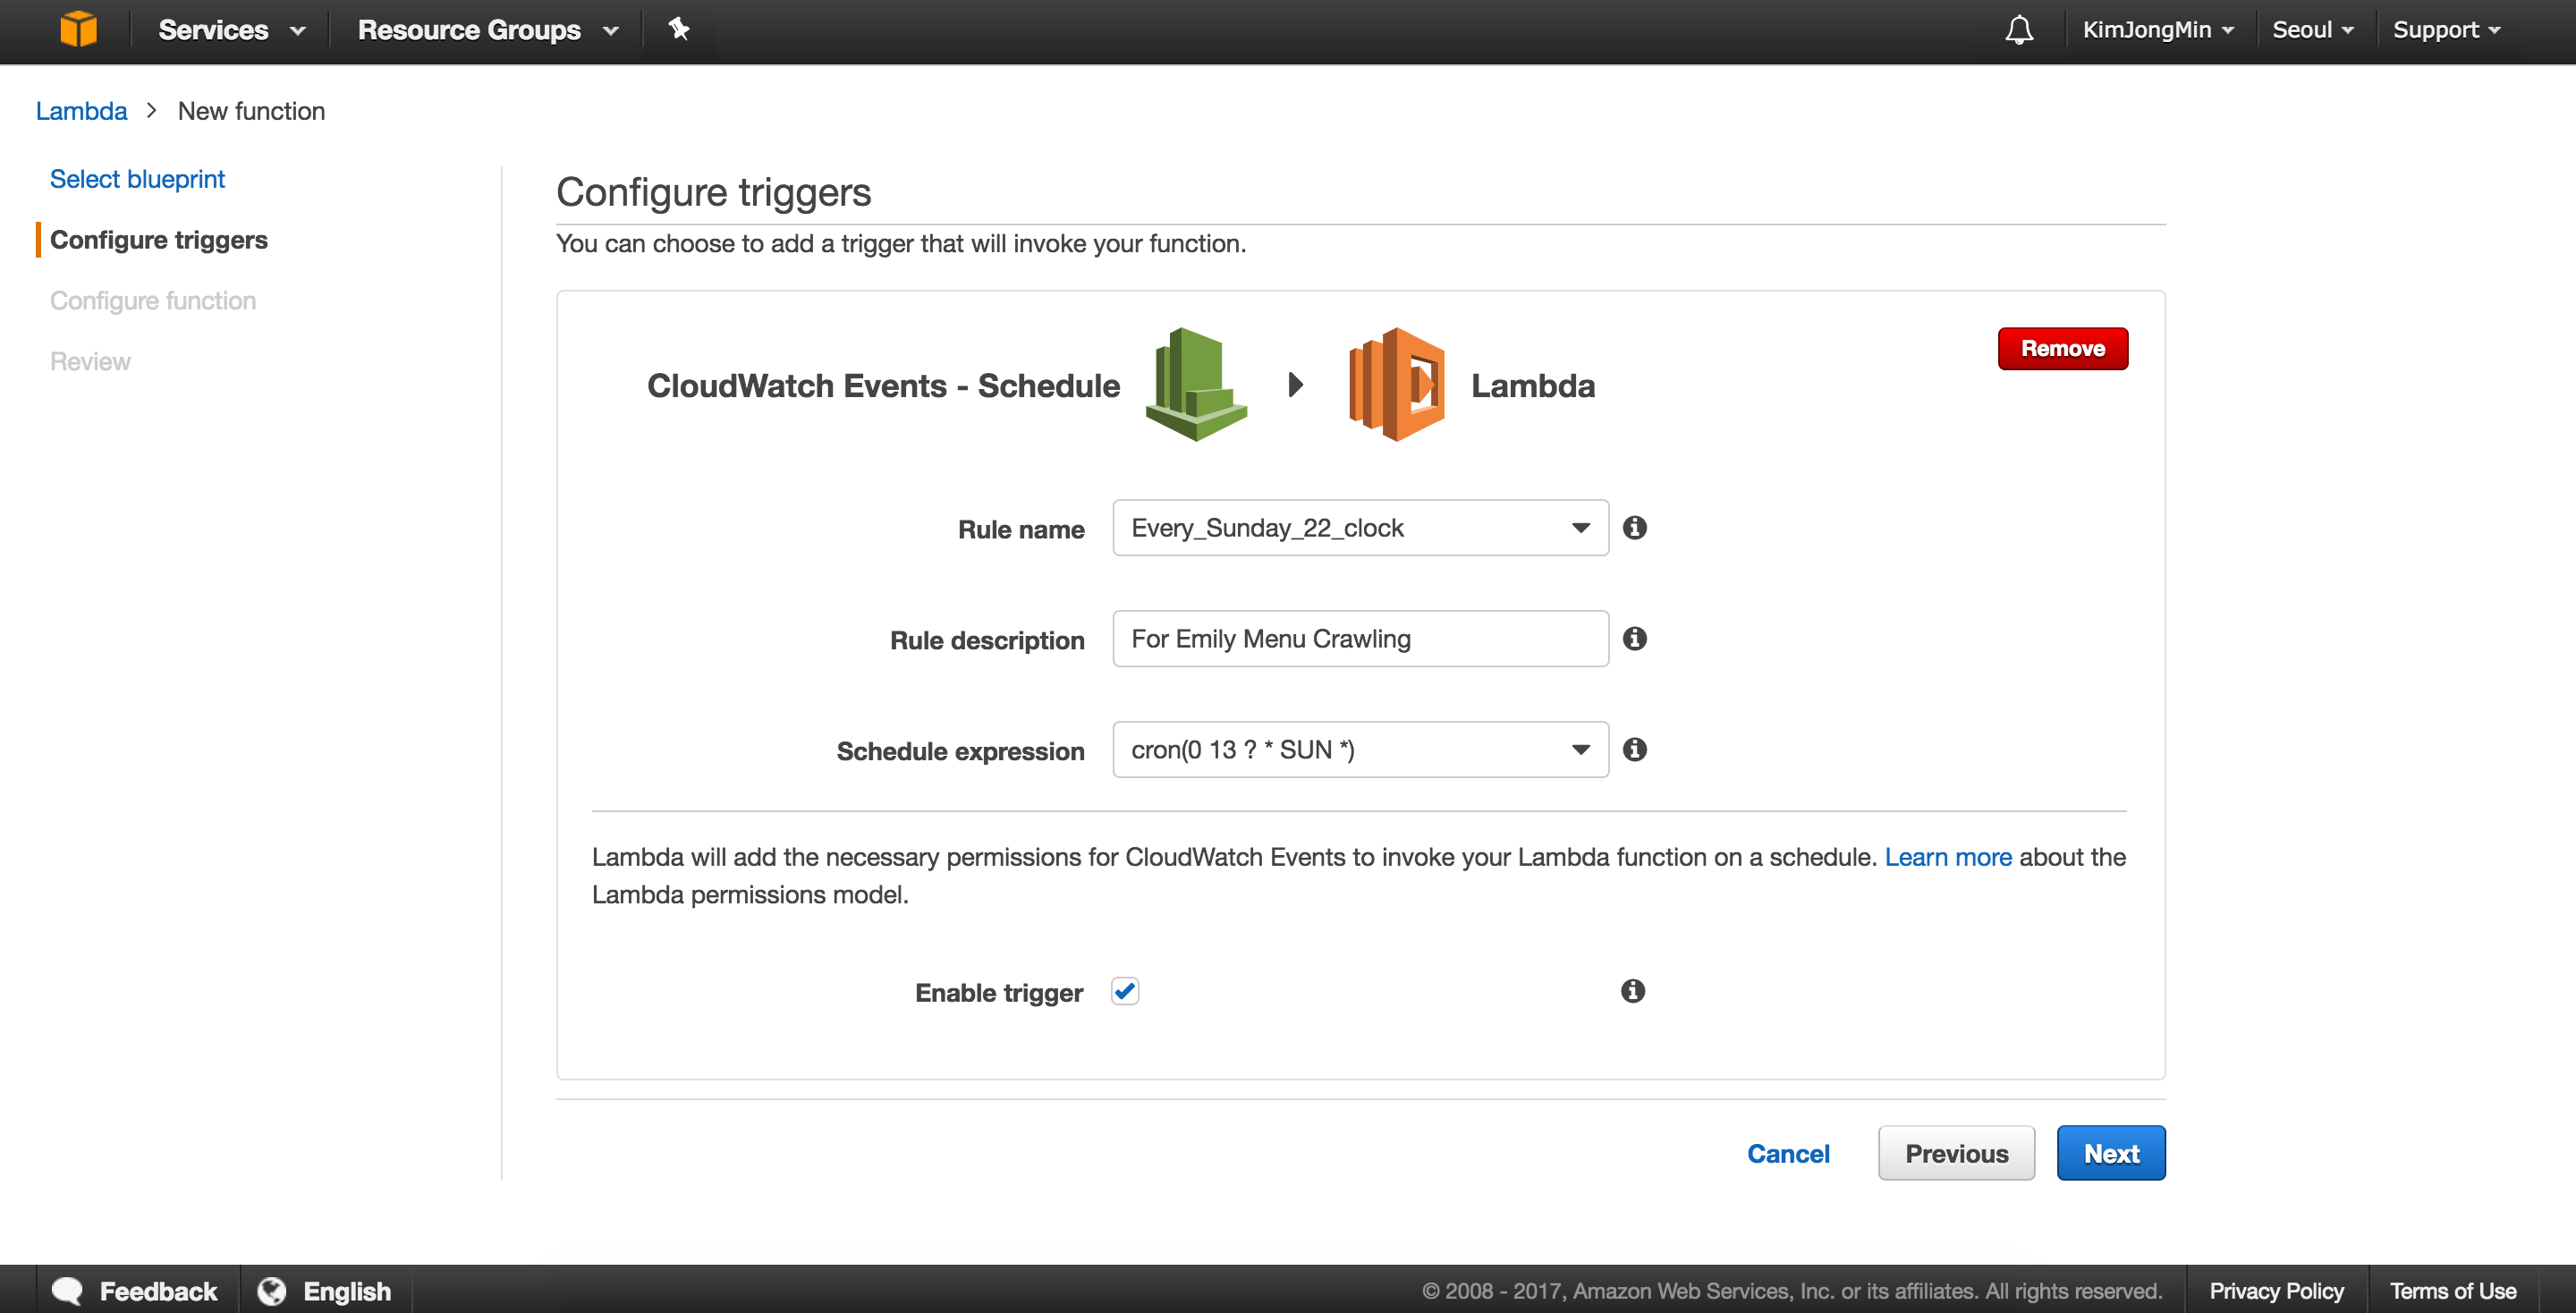 Services Resource Groups KimJongMin Seoul Support
Lambda > New function
Select blueprint
Configure triggers
Configure function
Review
Configure triggers
You can choose to add a trigger that will invoke your function.
CloudWatch Events - Schedule Lambda
Remove
Rule name Every_Sunday_22_clock
Rule description For Emily Menu Crawling
Schedule expression cron(0 13 ? * SUN *)
Lambda will add the necessary permissions for CloudWatch Events to invoke your Lambda function on a schedule. Learn more about the
Lambda permissions model.
Enable trigger
Cancel Previous Next
Feedback English © 2008 - 2017, Amazon Web Services, Inc. or its affiliates. All rights reserved. Privacy Policy Terms of Use